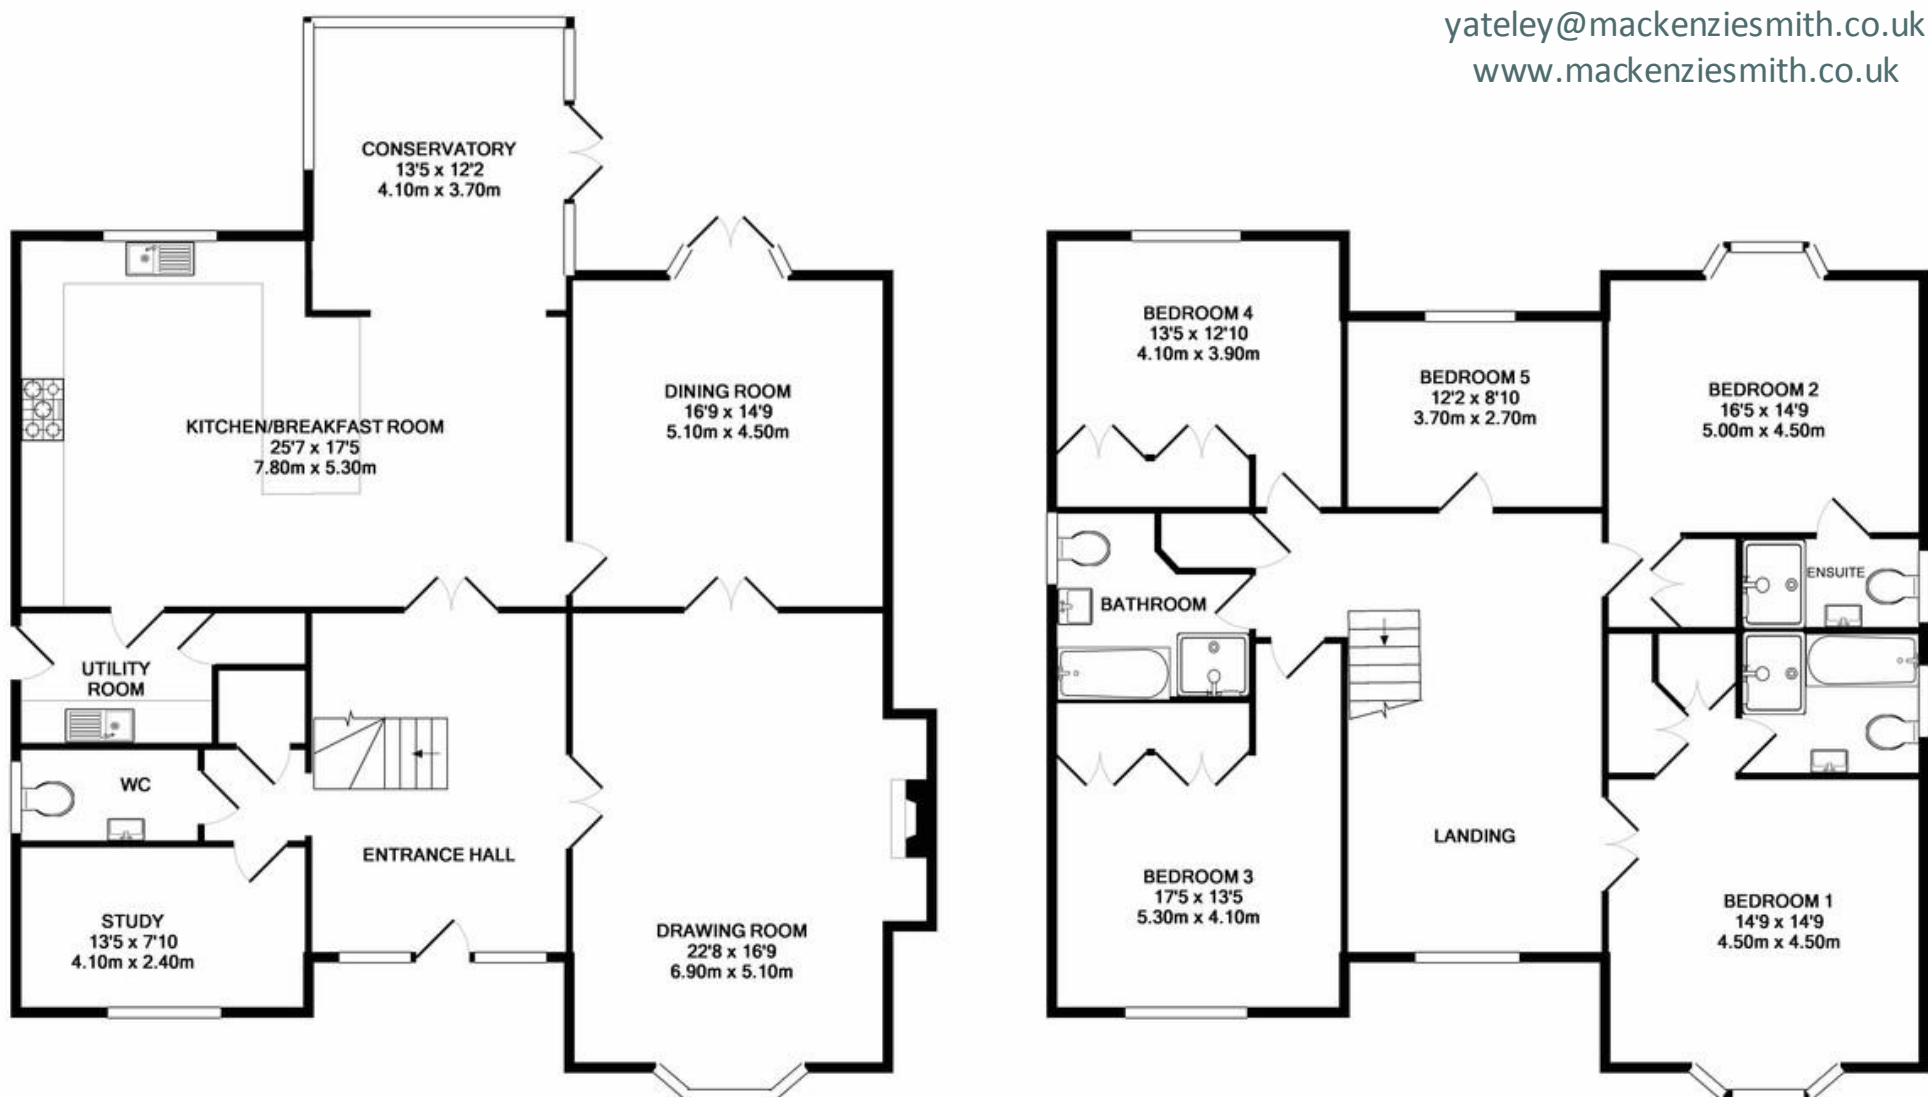 yateley@mackenziesmith.co.uk
www.mackenziesmith.co.uk
CONSERVATORY
13'5 x 12'2
4.10m x 3.70m
DINING ROOM
16'9 x 14'9
5.10m x 4.50m
KITCHEN/BREAKFAST ROOM
25'7 x 17'5
7.80m x 5.30m
UTILITY
ROOM
WC
ENTRANCE HALL
STUDY
13'5 x 7'10
4.10m x 2.40m
DRAWING ROOM
22'8 x 16'9
6.90m x 5.10m
BEDROOM 4
13'5 x 12'10
4.10m x 3.90m
BEDROOM 5
12'2 x 8'10
3.70m x 2.70m
BEDROOM 2
16'5 x 14'9
5.00m x 4.50m
ENSUITE
BATHROOM
LANDING
BEDROOM 3
17'5 x 13'5
5.30m x 4.10m
BEDROOM 1
14'9 x 14'9
4.50m x 4.50m